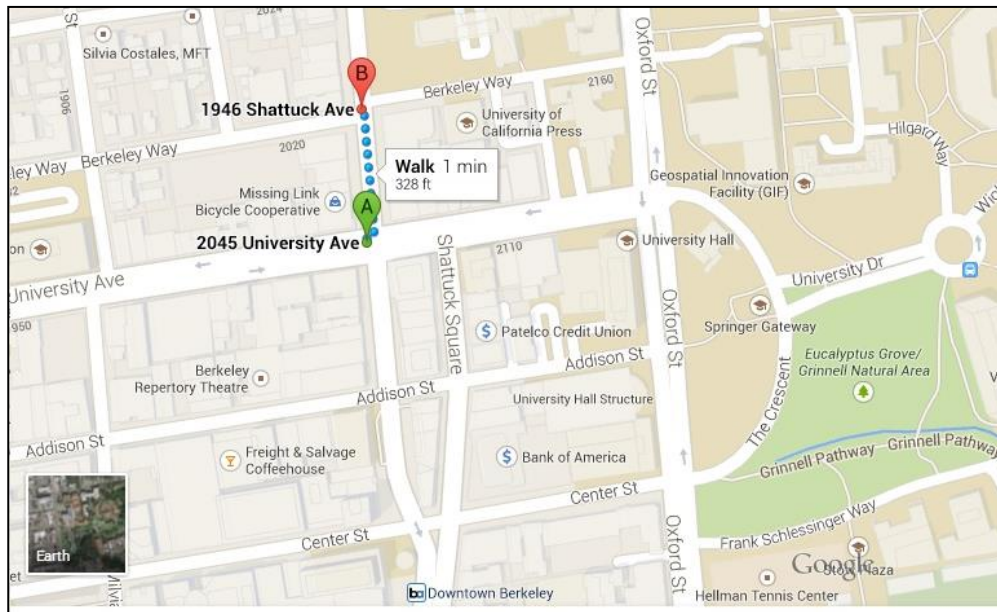 2024
St
Silvia Costales, MFT
1906
B
Berkeley Way
2160
Oxford St
1946 Shattuck Ave
University of
California Press
Hilgard Way
Berkeley Way
2020
Walk 1 min
328 ft
Geospatial Innovation
Facility (GIF)
Missing Link
Bicycle Cooperative
A
2045 University Ave
University Ave
2110
University Hall
University Dr
1950
Shattuck Square
Oxford St
Springer Gateway
Patelco Credit Union
Eucalyptus Grove/
Grinnell Natural Area
Berkeley
Repertory Theatre
Addison St
Addison St
University Hall Structure
The Crescent
Addison St
Freight & Salvage
Coffeehouse
Bank of America
Grinnell Pathway
Grinnell Pathway
Center St
Center St
Oxford St
Frank Schlessinger Way
Earth
Google
Plaza
Downtown Berkeley
Hellman Tennis Center